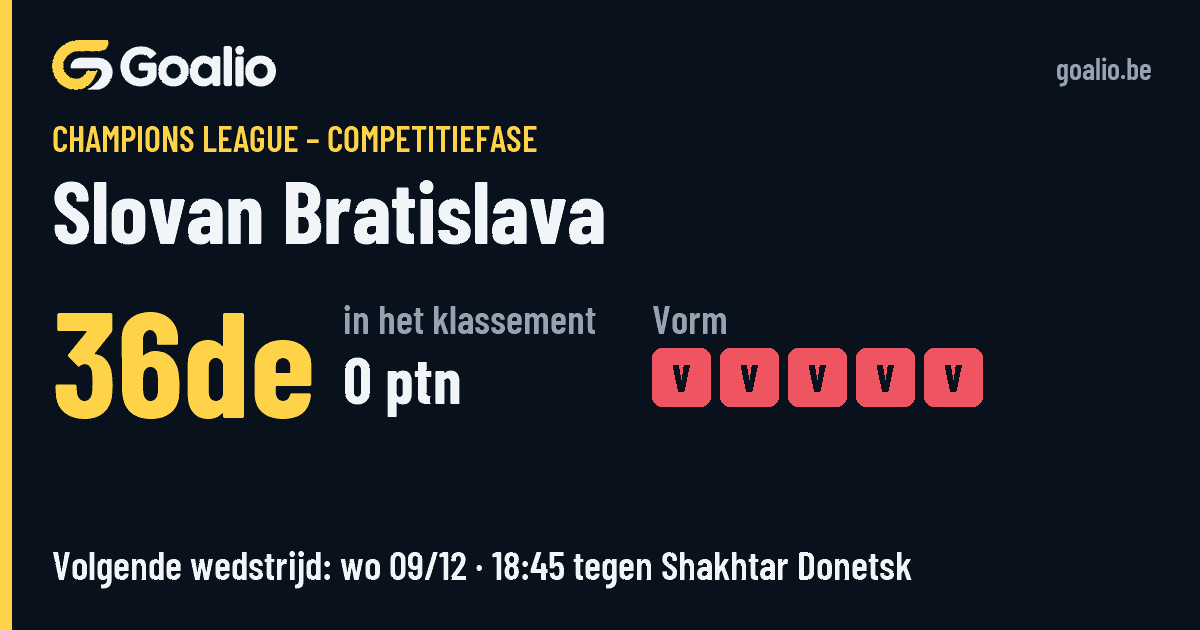 Goalio
goalio.be
CHAMPIONS LEAGUE – COMPETITIEFASE
Slovan Bratislava
36de
in het klassement
0 ptn
Vorm
V V V V V
Volgende wedstrijd: wo 09/12 · 18:45 tegen Shakhtar Donetsk